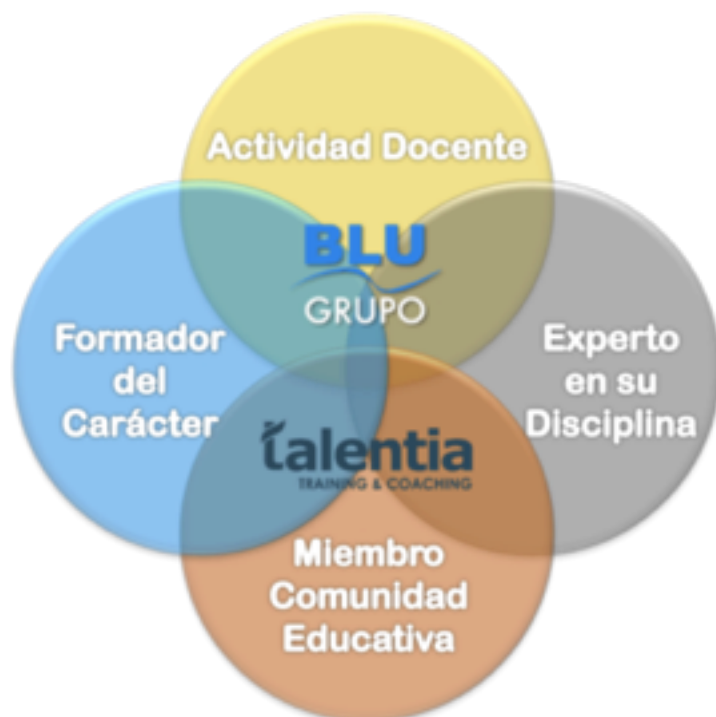 Actividad Docente
BLU
GRUPO
Formador
del
Carácter
Experto
en su
Disciplina
talentia
TRAINING & COACHING
Miembro
Comunidad
Educativa